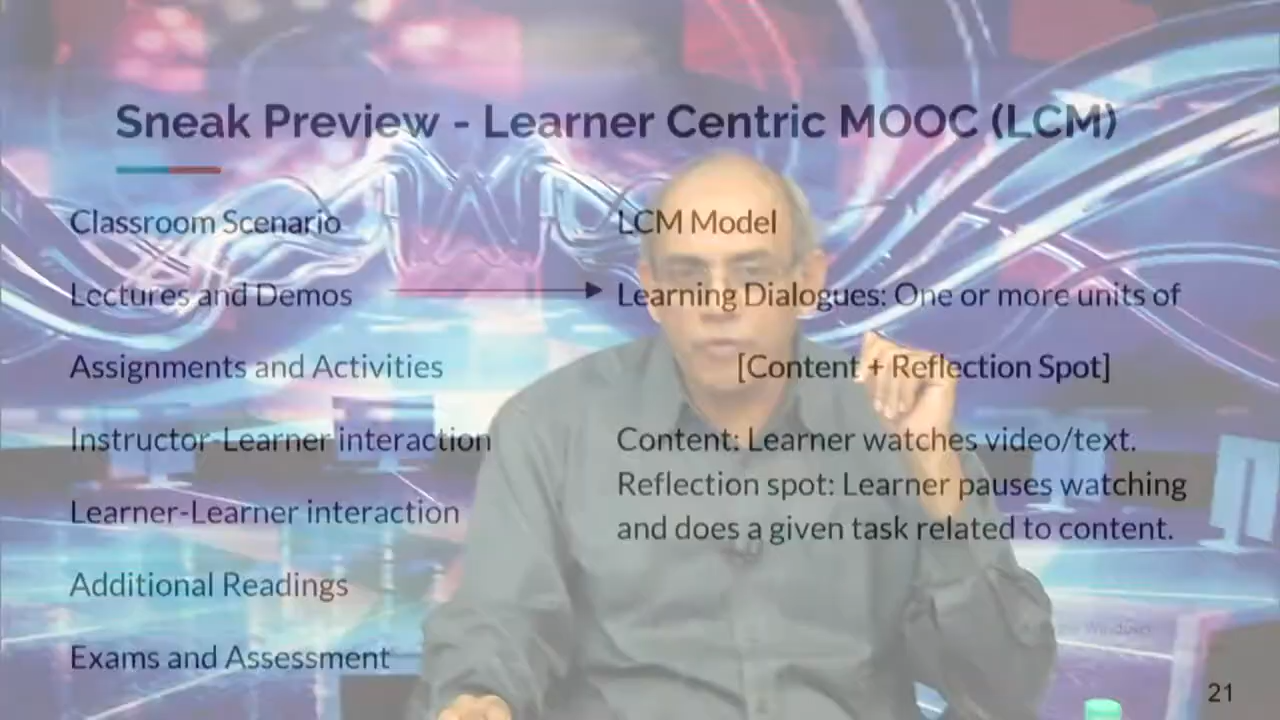 Sneak Preview - Learner Centric MOOC (LCM)
Classroom Scenario
Lectures and Demos
Assignments and Activities
Instructor-Learner interaction
Learner-Learner interaction
Additional Readings
Exams and Assessment
LCM Model
Learning Dialogues: One or more units of
[Content + Reflection Spot]
Content: Learner watches video/text.
Reflection spot: Learner pauses watching
and does a given task related to content.
Windows
21